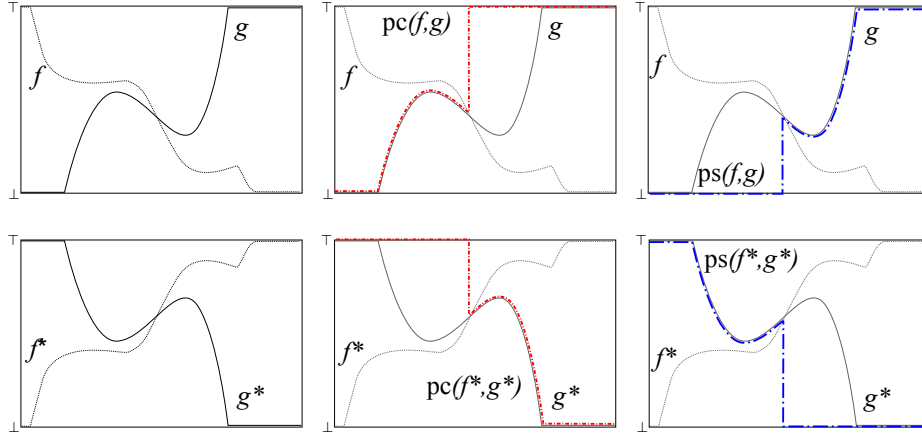 ⊤ g ⊤ pc(f,g) g ⊤ g
f f f
⊥ ⊥ ⊥ ps(f,g)
⊤ ⊤ ⊤ ps(f*,g*)
f* f* f*
⊥ g* ⊥ pc(f*,g*) g* ⊥ g*